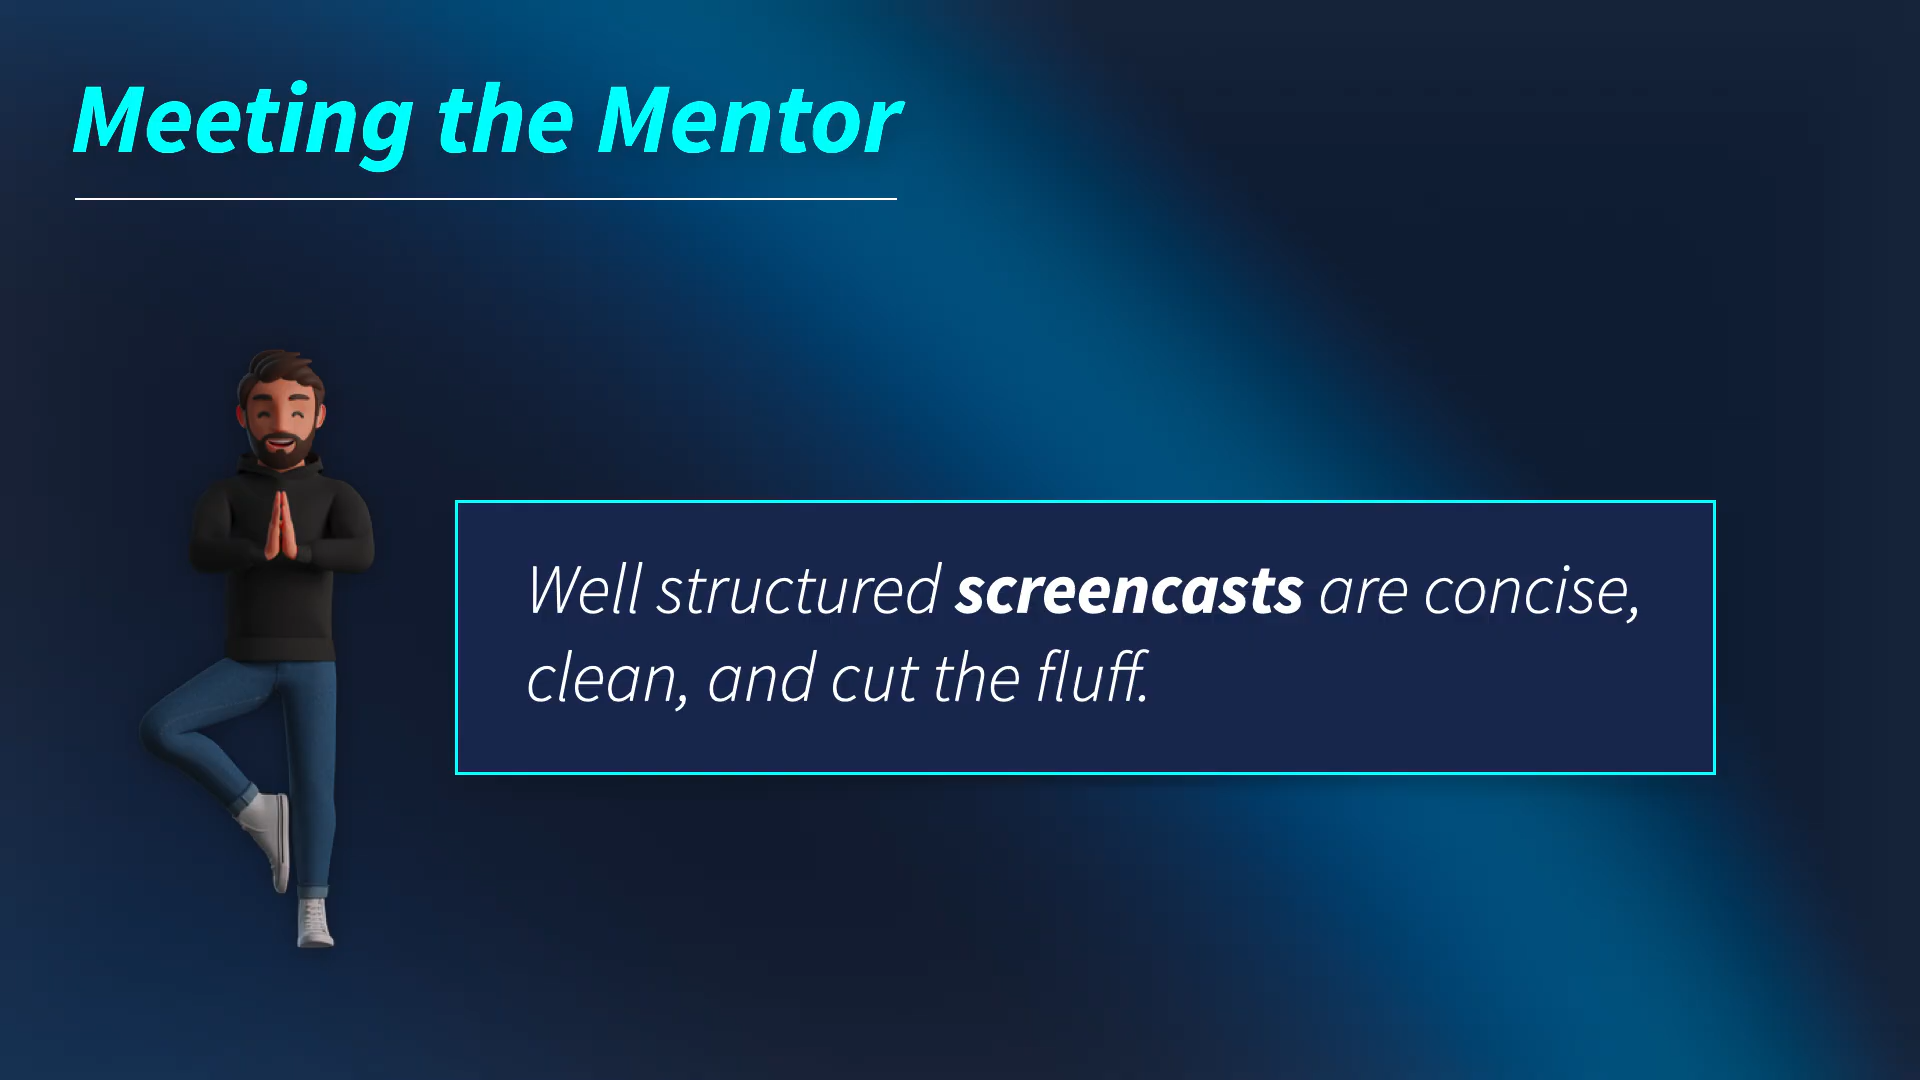 Meeting the Mentor
Well structured screencasts are concise,
clean, and cut the fluff.